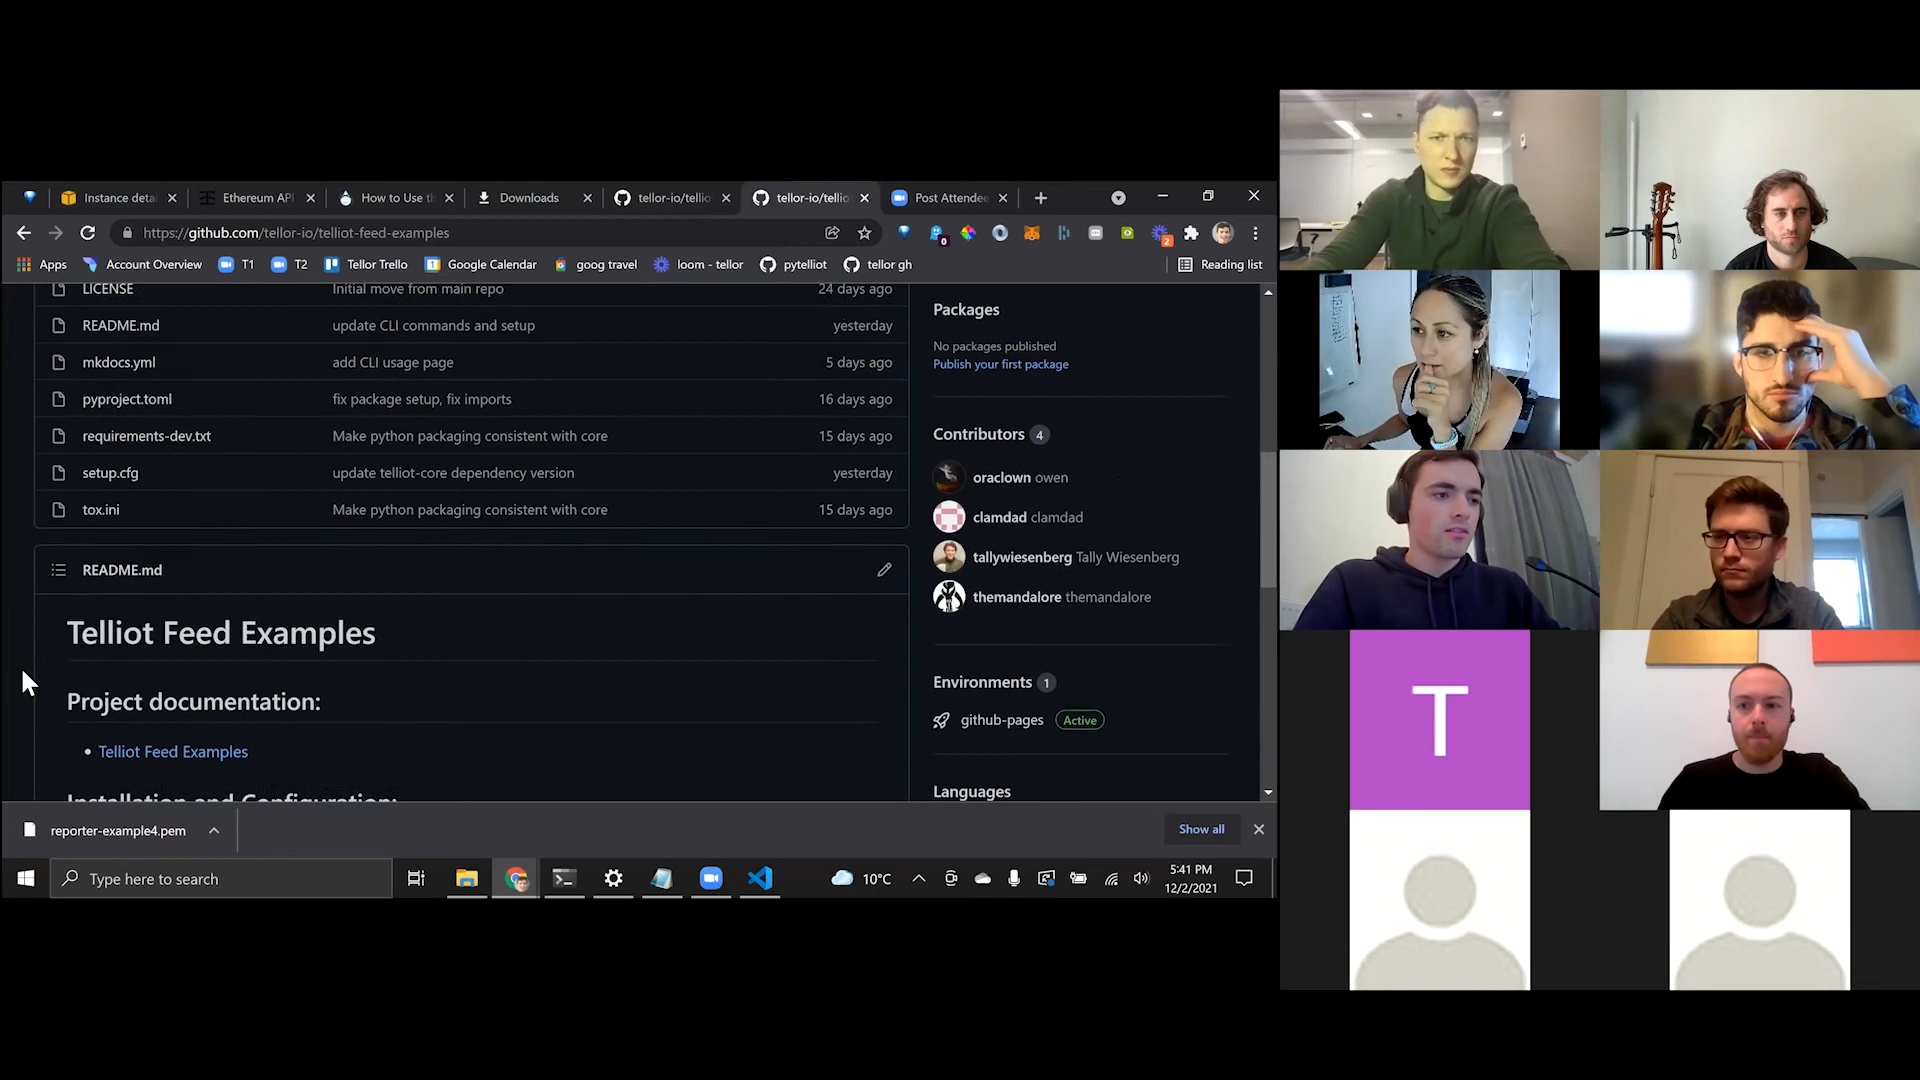 Instance detai
Ethereum API
How to Use th
Downloads
tellor-io/tellio
tellor-io/tellio
Post Attendee
https://github.com/tellor-io/telliot-feed-examples
0
2
Apps
Account Overview
T1
T2
Tellor Trello
Google Calendar
goog travel
loom - tellor
pytelliot
tellor gh
Reading list
LICENSE Initial move from main repo 24 days ago
README.md update CLI commands and setup yesterday
mkdocs.yml add CLI usage page 5 days ago
pyproject.toml fix package setup, fix imports 16 days ago
requirements-dev.txt Make python packaging consistent with core 15 days ago
setup.cfg update telliot-core dependency version yesterday
tox.ini Make python packaging consistent with core 15 days ago
README.md
Telliot Feed Examples
Project documentation:
• Telliot Feed Examples
Installation and Configuration:
Packages
No packages published
Publish your first package
Contributors 4
oraclown owen
clamdad clamdad
tallywiesenberg Tally Wiesenberg
themandalore themandalore
Environments 1
github-pages Active
Languages
reporter-example4.pem
Show all
Type here to search
10°C
5:41 PM
12/2/2021
T